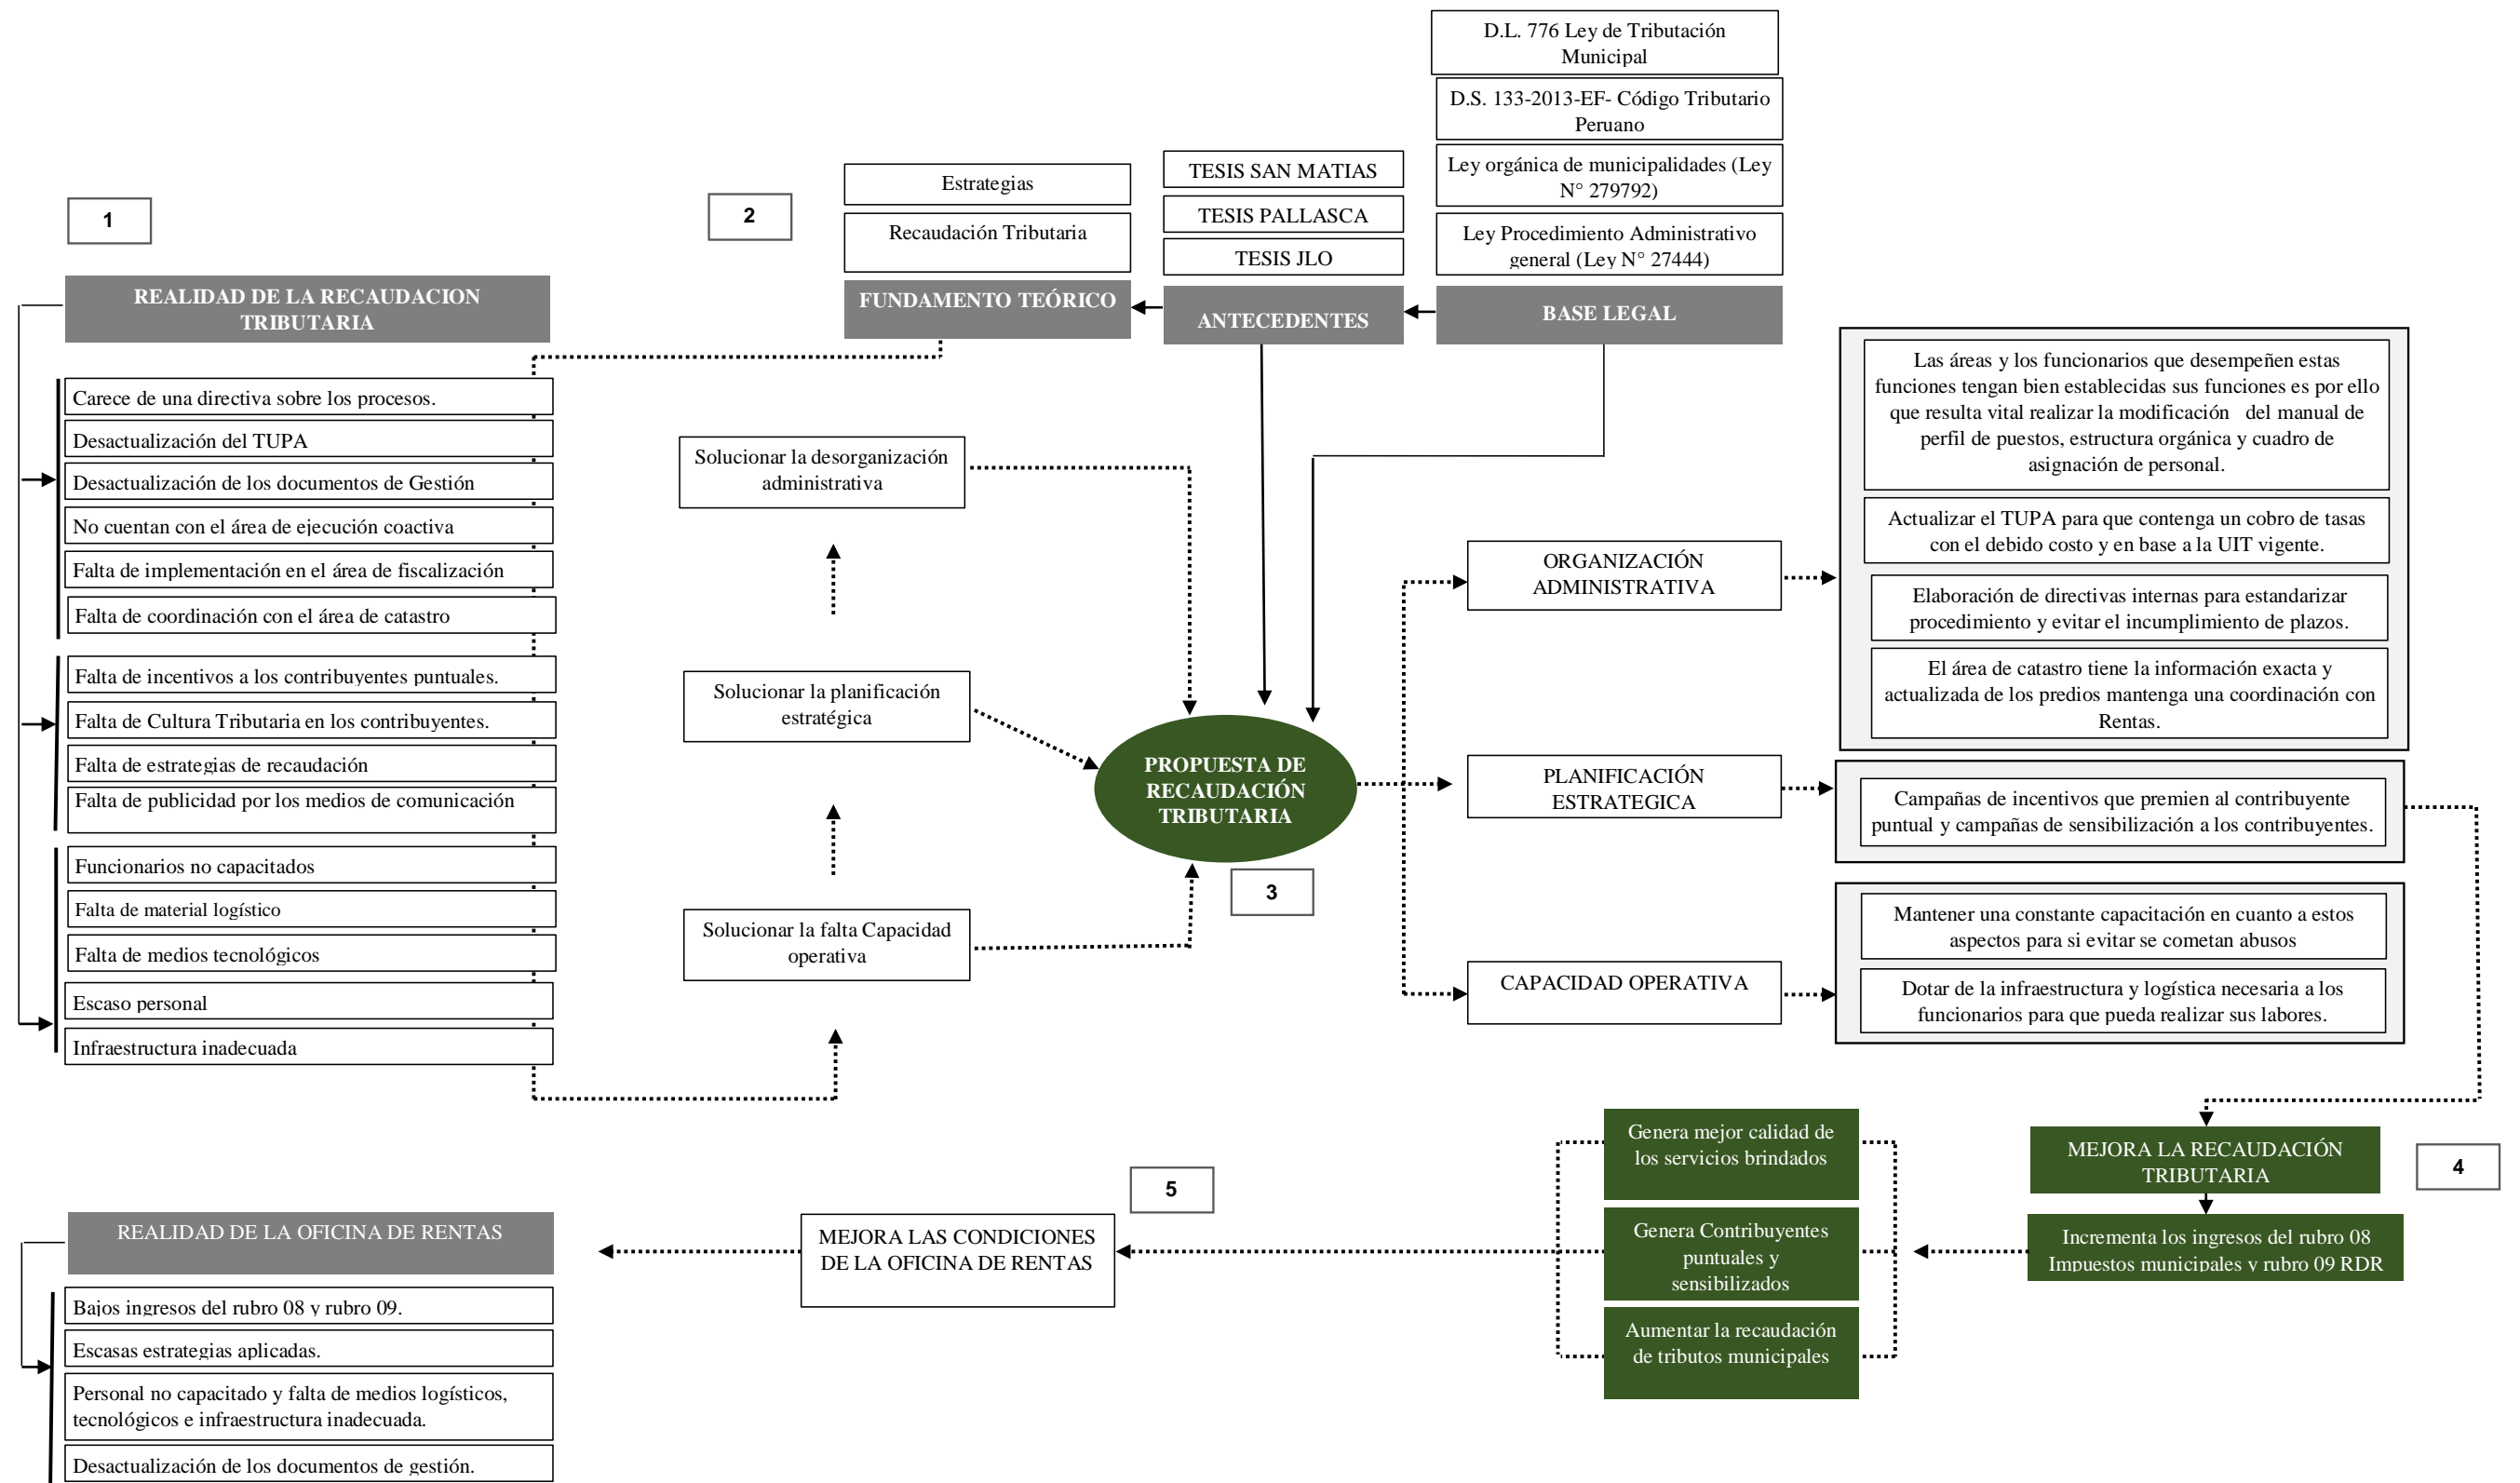 1
REALIDAD DE LA RECAUDACION
TRIBUTARIA
Carece de una directiva sobre los procesos.
Desactualización del TUPA
Desactualización de los documentos de Gestión
No cuentan con el área de ejecución coactiva
Falta de implementación en el área de fiscalización
Falta de coordinación con el área de catastro
Falta de incentivos a los contribuyentes puntuales.
Falta de Cultura Tributaria en los contribuyentes.
Falta de estrategias de recaudación
Falta de publicidad por los medios de comunicación
Funcionarios no capacitados
Falta de material logístico
Falta de medios tecnológicos
Escaso personal
Infraestructura inadecuada
2
Estrategias
Recaudación Tributaria
FUNDAMENTO TEÓRICO
TESIS SAN MATIAS
TESIS PALLASCA
TESIS JLO
ANTECEDENTES
D.L. 776 Ley de Tributación
Municipal
D.S. 133-2013-EF- Código Tributario
Peruano
Ley orgánica de municipalidades (Ley
N° 279792)
Ley Procedimiento Administrativo
general (Ley N° 27444)
BASE LEGAL
Solucionar la desorganización
administrativa
Solucionar la planificación
estratégica
Solucionar la falta Capacidad
operativa
PROPUESTA DE
RECAUDACIÓN
TRIBUTARIA
3
ORGANIZACIÓN
ADMINISTRATIVA
PLANIFICACIÓN
ESTRATEGICA
CAPACIDAD OPERATIVA
Las áreas y los funcionarios que desempeñen estas
funciones tengan bien establecidas sus funciones es por ello
que resulta vital realizar la modificación del manual de
perfil de puestos, estructura orgánica y cuadro de
asignación de personal.
Actualizar el TUPA para que contenga un cobro de tasas
con el debido costo y en base a la UIT vigente.
Elaboración de directivas internas para estandarizar
procedimiento y evitar el incumplimiento de plazos.
El área de catastro tiene la información exacta y
actualizada de los predios mantenga una coordinación con
Rentas.
Campañas de incentivos que premien al contribuyente
puntual y campañas de sensibilización a los contribuyentes.
Mantener una constante capacitación en cuanto a estos
aspectos para si evitar se cometan abusos
Dotar de la infraestructura y logística necesaria a los
funcionarios para que pueda realizar sus labores.
4
MEJORA LA RECAUDACIÓN
TRIBUTARIA
Incrementa los ingresos del rubro 08
Impuestos municipales y rubro 09 RDR
Genera mejor calidad de
los servicios brindados
Genera Contribuyentes
puntuales y
sensibilizados
Aumentar la recaudación
de tributos municipales
5
MEJORA LAS CONDICIONES
DE LA OFICINA DE RENTAS
REALIDAD DE LA OFICINA DE RENTAS
Bajos ingresos del rubro 08 y rubro 09.
Escasas estrategias aplicadas.
Personal no capacitado y falta de medios logísticos,
tecnológicos e infraestructura inadecuada.
Desactualización de los documentos de gestión.